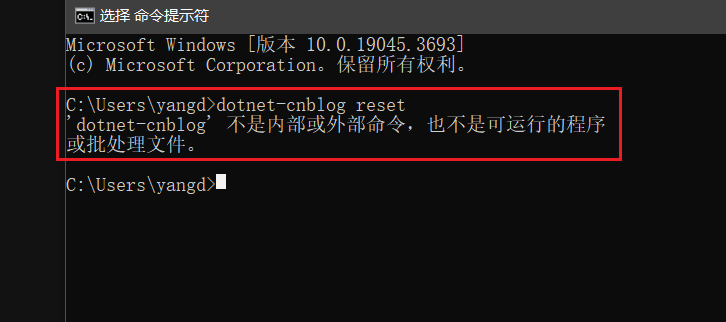 选择 命令提示符
Microsoft Windows [版本 10.0.19045.3693]
(c) Microsoft Corporation。保留所有权利。
C:\Users\yangd>dotnet-cnblog reset
'dotnet-cnblog' 不是内部或外部命令，也不是可运行的程序
或批处理文件。
C:\Users\yangd>